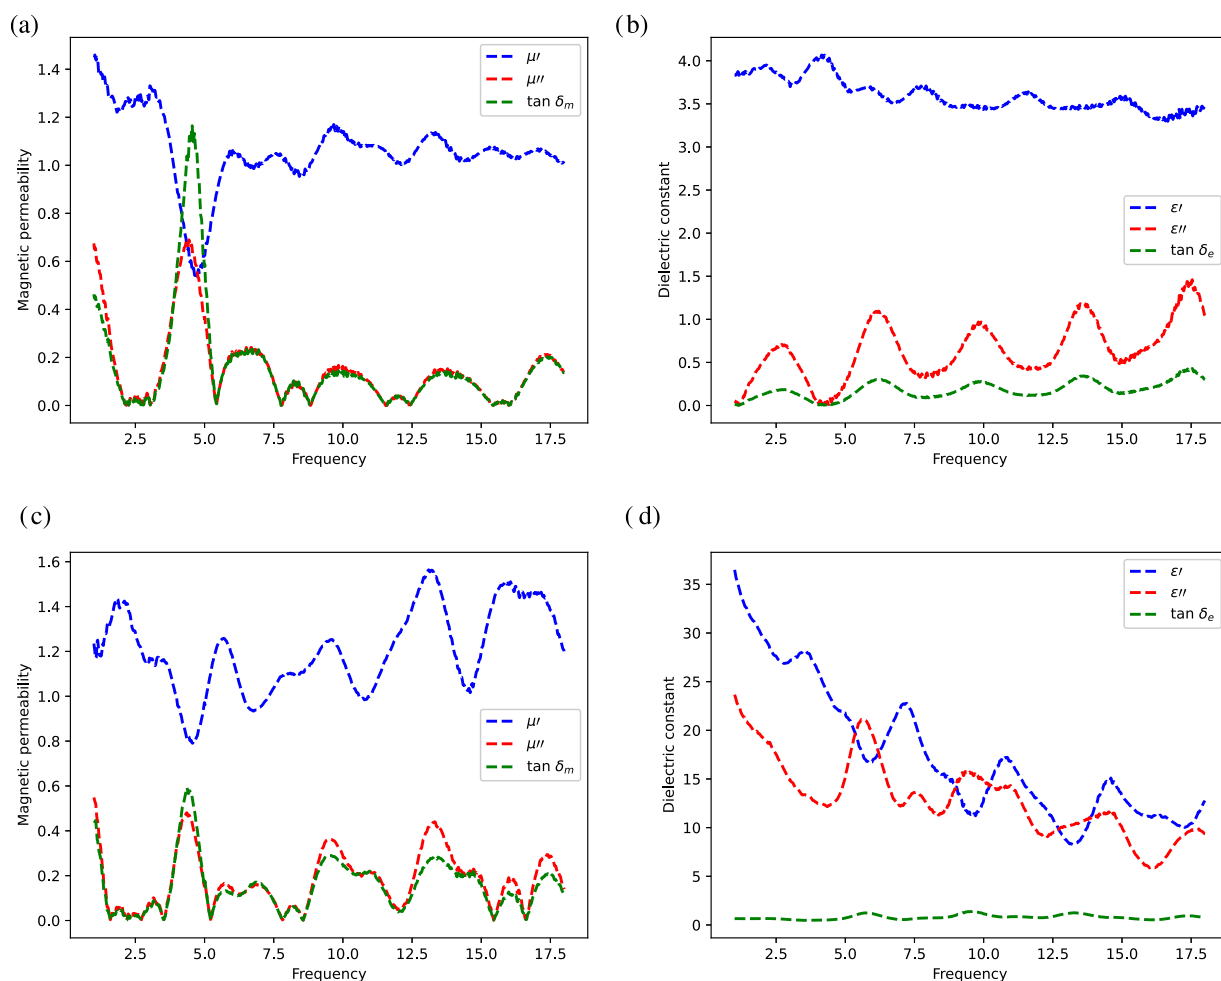 (a)
Magnetic permeability
1.4
1.2
1.0
0.8
0.6
0.4
0.2
0.0
μ′
μ″
tan δm
2.5 5.0 7.5 10.0 12.5 15.0 17.5
Frequency
(b)
Dielectric constant
4.0
3.5
3.0
2.5
2.0
1.5
1.0
0.5
0.0
ε′
ε″
tan δe
2.5 5.0 7.5 10.0 12.5 15.0 17.5
Frequency
(c)
Magnetic permeability
1.6
1.4
1.2
1.0
0.8
0.6
0.4
0.2
0.0
μ′
μ″
tan δm
2.5 5.0 7.5 10.0 12.5 15.0 17.5
Frequency
(d)
Dielectric constant
35
30
25
20
15
10
5
0
ε′
ε″
tan δe
2.5 5.0 7.5 10.0 12.5 15.0 17.5
Frequency